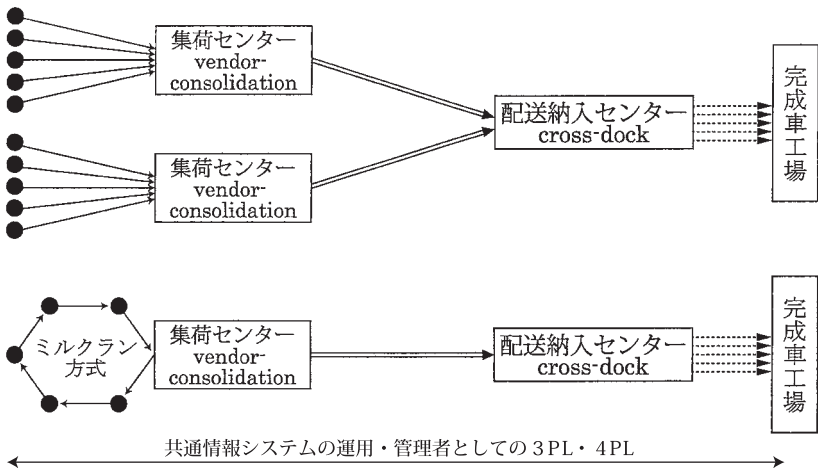 集荷センター
vendor-
consolidation
配送納入センター
cross-dock
完成車工場
集荷センター
vendor-
consolidation
ミルクラン
方式
集荷センター
vendor-
consolidation
配送納入センター
cross-dock
完成車工場
共通情報システムの運用・管理者としての3PL・4PL